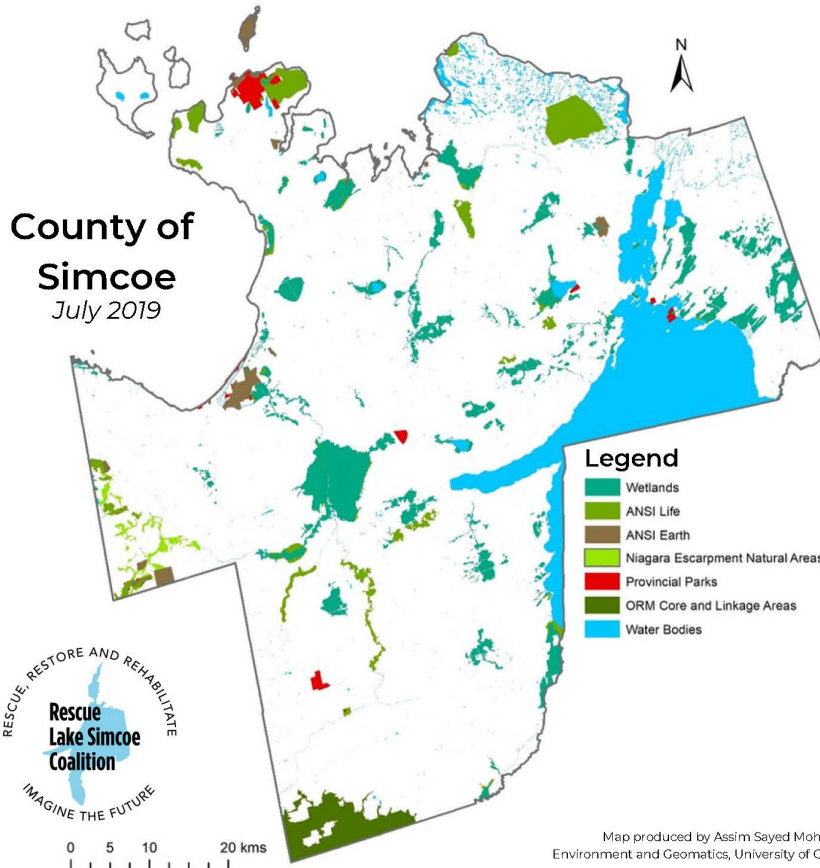 N
County of
Simcoe
July 2019
Legend
Wetlands
ANSI Life
ANSI Earth
Niagara Escarpment Natural Areas
Provincial Parks
ORM Core and Linkage Areas
Water Bodies
RESCUE, RESTORE AND REHABILITATE
Rescue
Lake Simcoe
Coalition
IMAGINE THE FUTURE
0 5 10 20 kms
Map produced by Assim Sayed
Environment and Geomatics, University of